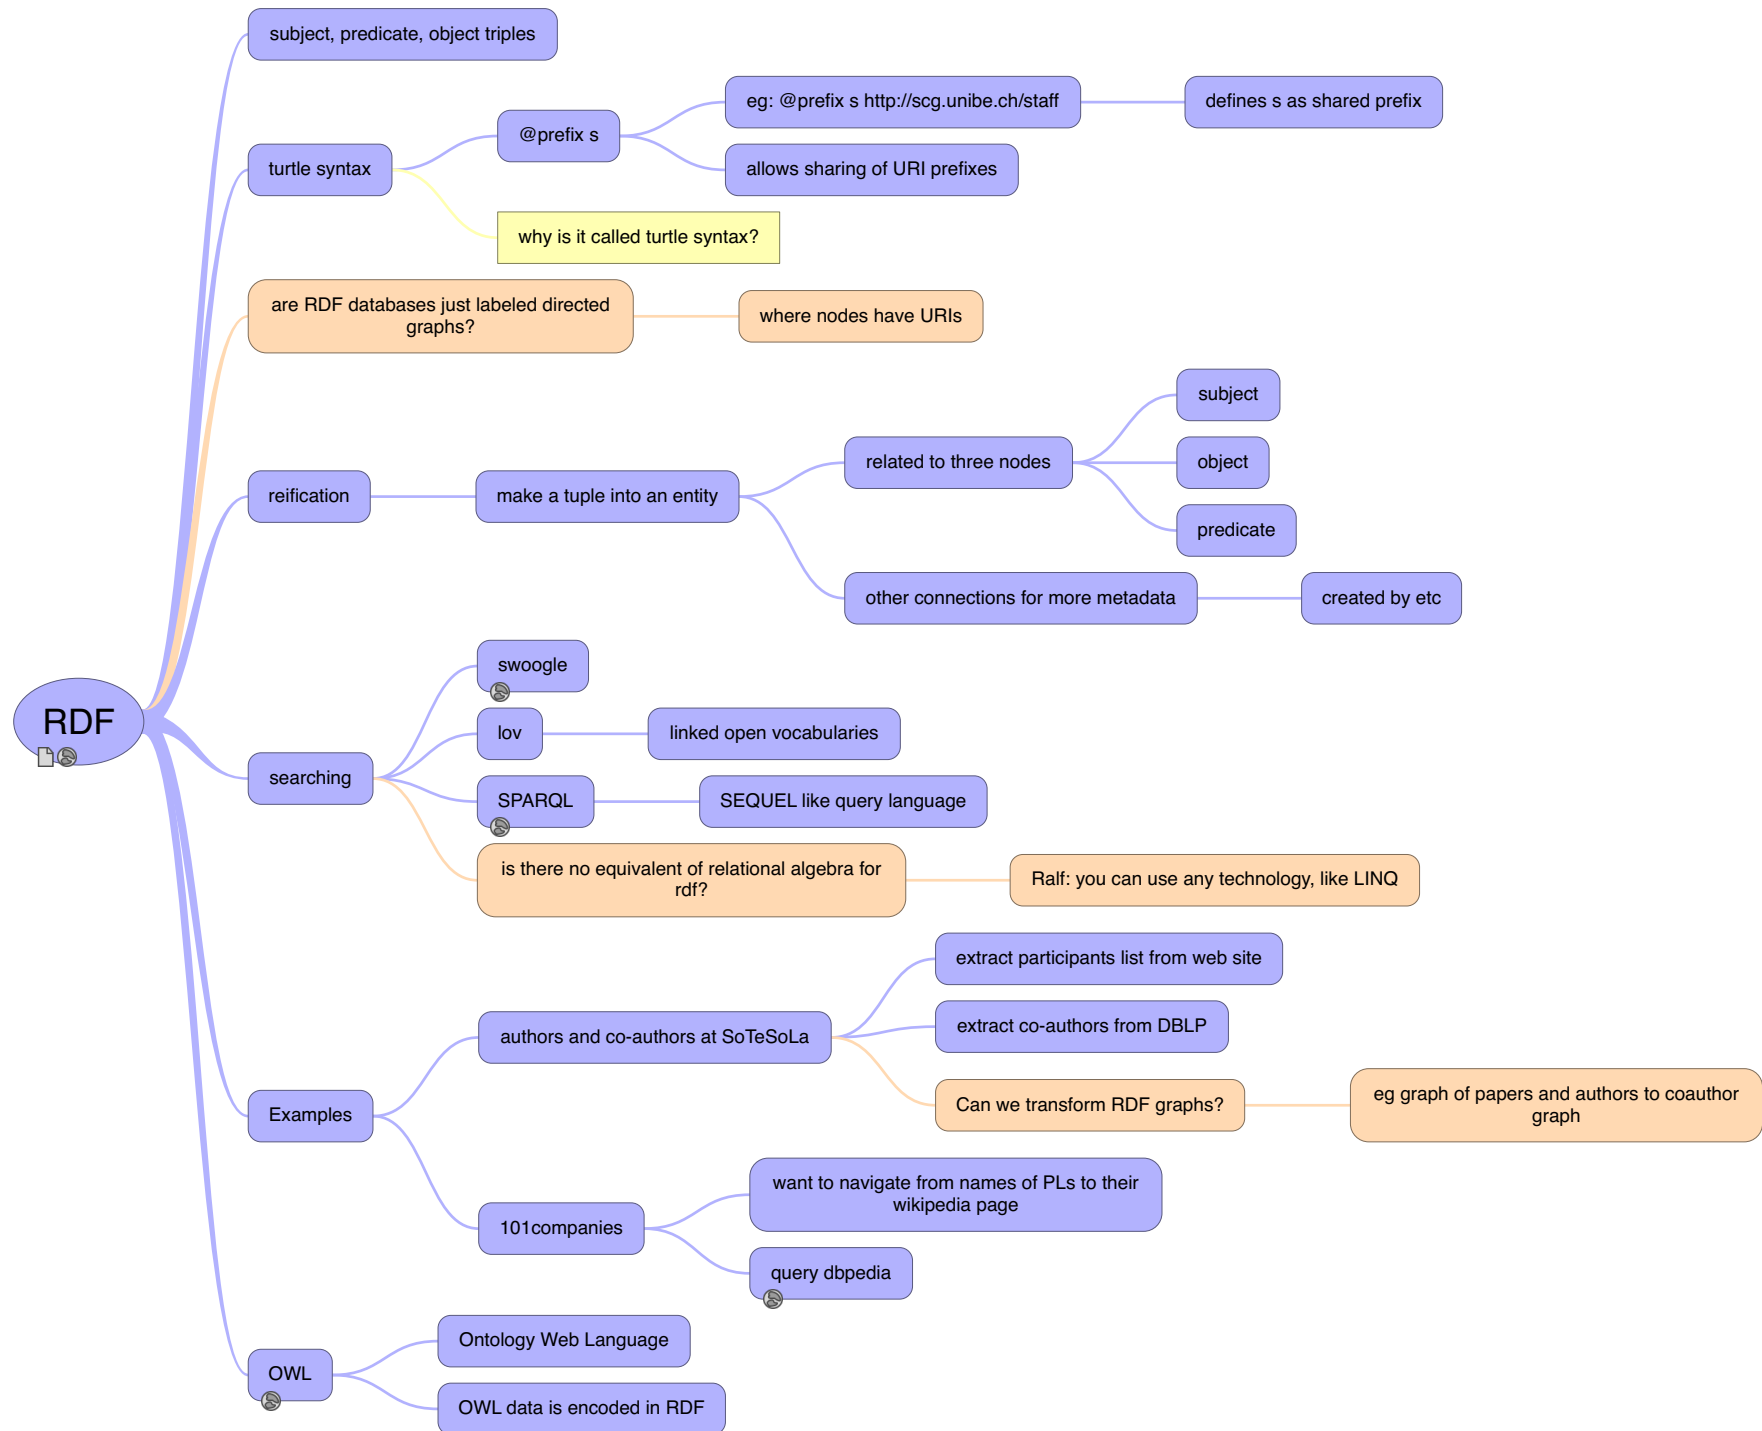 subject, predicate, object triples
eg: @prefix s http://scg.unibe.ch/staff
defines s as shared prefix
@prefix s
turtle syntax
allows sharing of URI prefixes
why is it called turtle syntax?
are RDF databases just labeled directed
graphs?
where nodes have URIs
subject
related to three nodes
object
reification
make a tuple into an entity
predicate
other connections for more metadata
created by etc
swoogle
RDF
lov
linked open vocabularies
searching
SPARQL
SEQUEL like query language
is there no equivalent of relational algebra for
rdf?
Ralf: you can use any technology, like LINQ
extract participants list from web site
authors and co-authors at SoTeSoLa
extract co-authors from DBLP
Can we transform RDF graphs?
eg graph of papers and authors to coauthor
graph
Examples
want to navigate from names of PLs to their
wikipedia page
101companies
query dbpedia
Ontology Web Language
OWL
OWL data is encoded in RDF